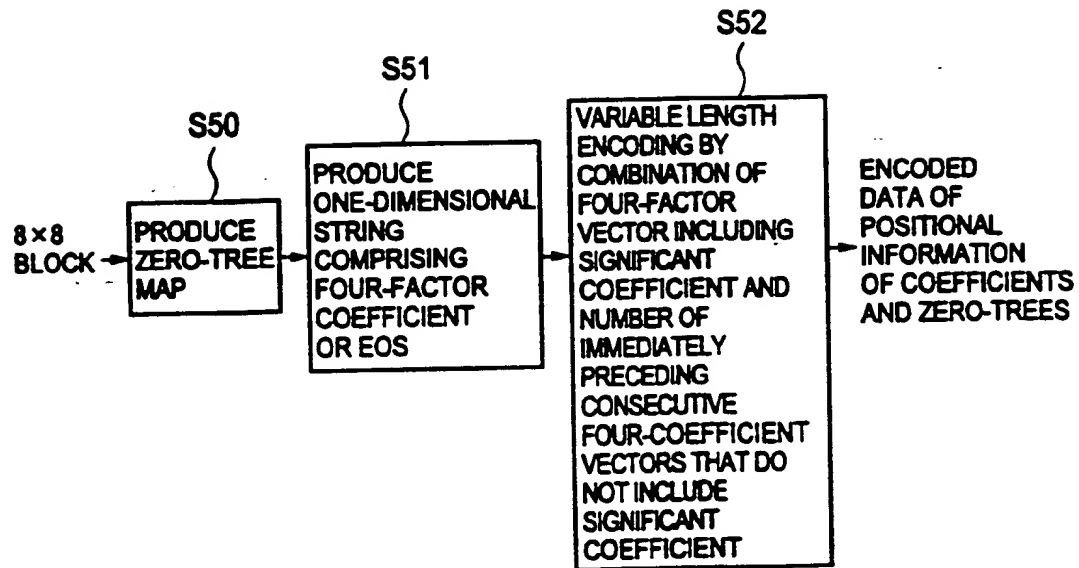 S50
S51
S52
8×8
BLOCK
PRODUCE
ZERO-TREE
MAP
PRODUCE
ONE-DIMENSIONAL
STRING
COMPRISING
FOUR-FACTOR
COEFFICIENT
OR EOS
VARIABLE LENGTH
ENCODING BY
COMBINATION OF
FOUR-FACTOR
VECTOR INCLUDING
SIGNIFICANT
COEFFICIENT AND
NUMBER OF
IMMEDIATELY
PRECEDING
CONSECUTIVE
FOUR-COEFFICIENT
VECTORS THAT DO
NOT INCLUDE
SIGNIFICANT
COEFFICIENT
ENCODED
DATA OF
POSITIONAL
INFORMATION
OF COEFFICIENTS
AND ZERO-TREES